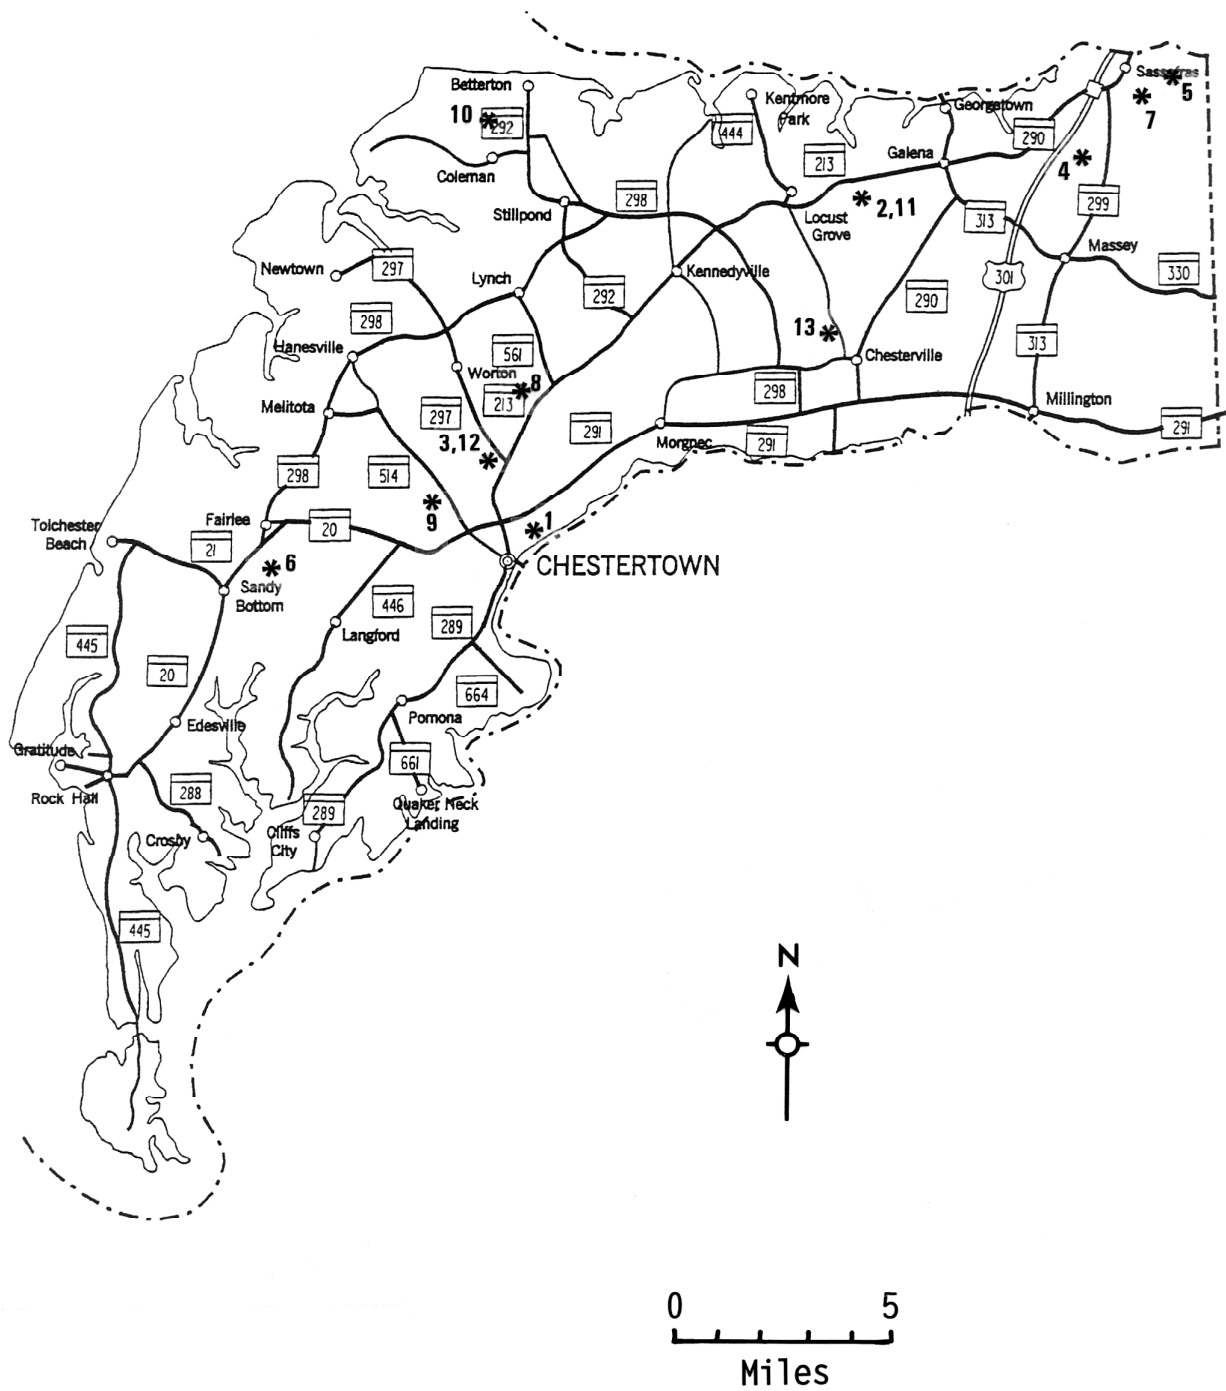 Betterton
Kentmore
Park
Sassafras
5
10
292
444
Georgetown
7
290
Coleman
213
Galena
4
298
299
Stillpond
2,11
Locust
Grove
313
Massey
Newtown
297
Lynch
292
Kennedyville
301
330
290
298
13
Hanesville
561
Worton
8
Chesterville
313
Melitota
297
213
298
Millington
3,12
291
Morgnec
291
291
298
514
9
Fairlee
Tolchester
Beach
20
1
21
6
CHESTERTOWN
Sandy
Bottom
446
289
445
Langford
20
664
Pomona
Edesville
Gratitude
661
Rock Hall
288
289
Quaker Neck
Landing
Crosby
Cliffs
City
445
N
0 5
Miles